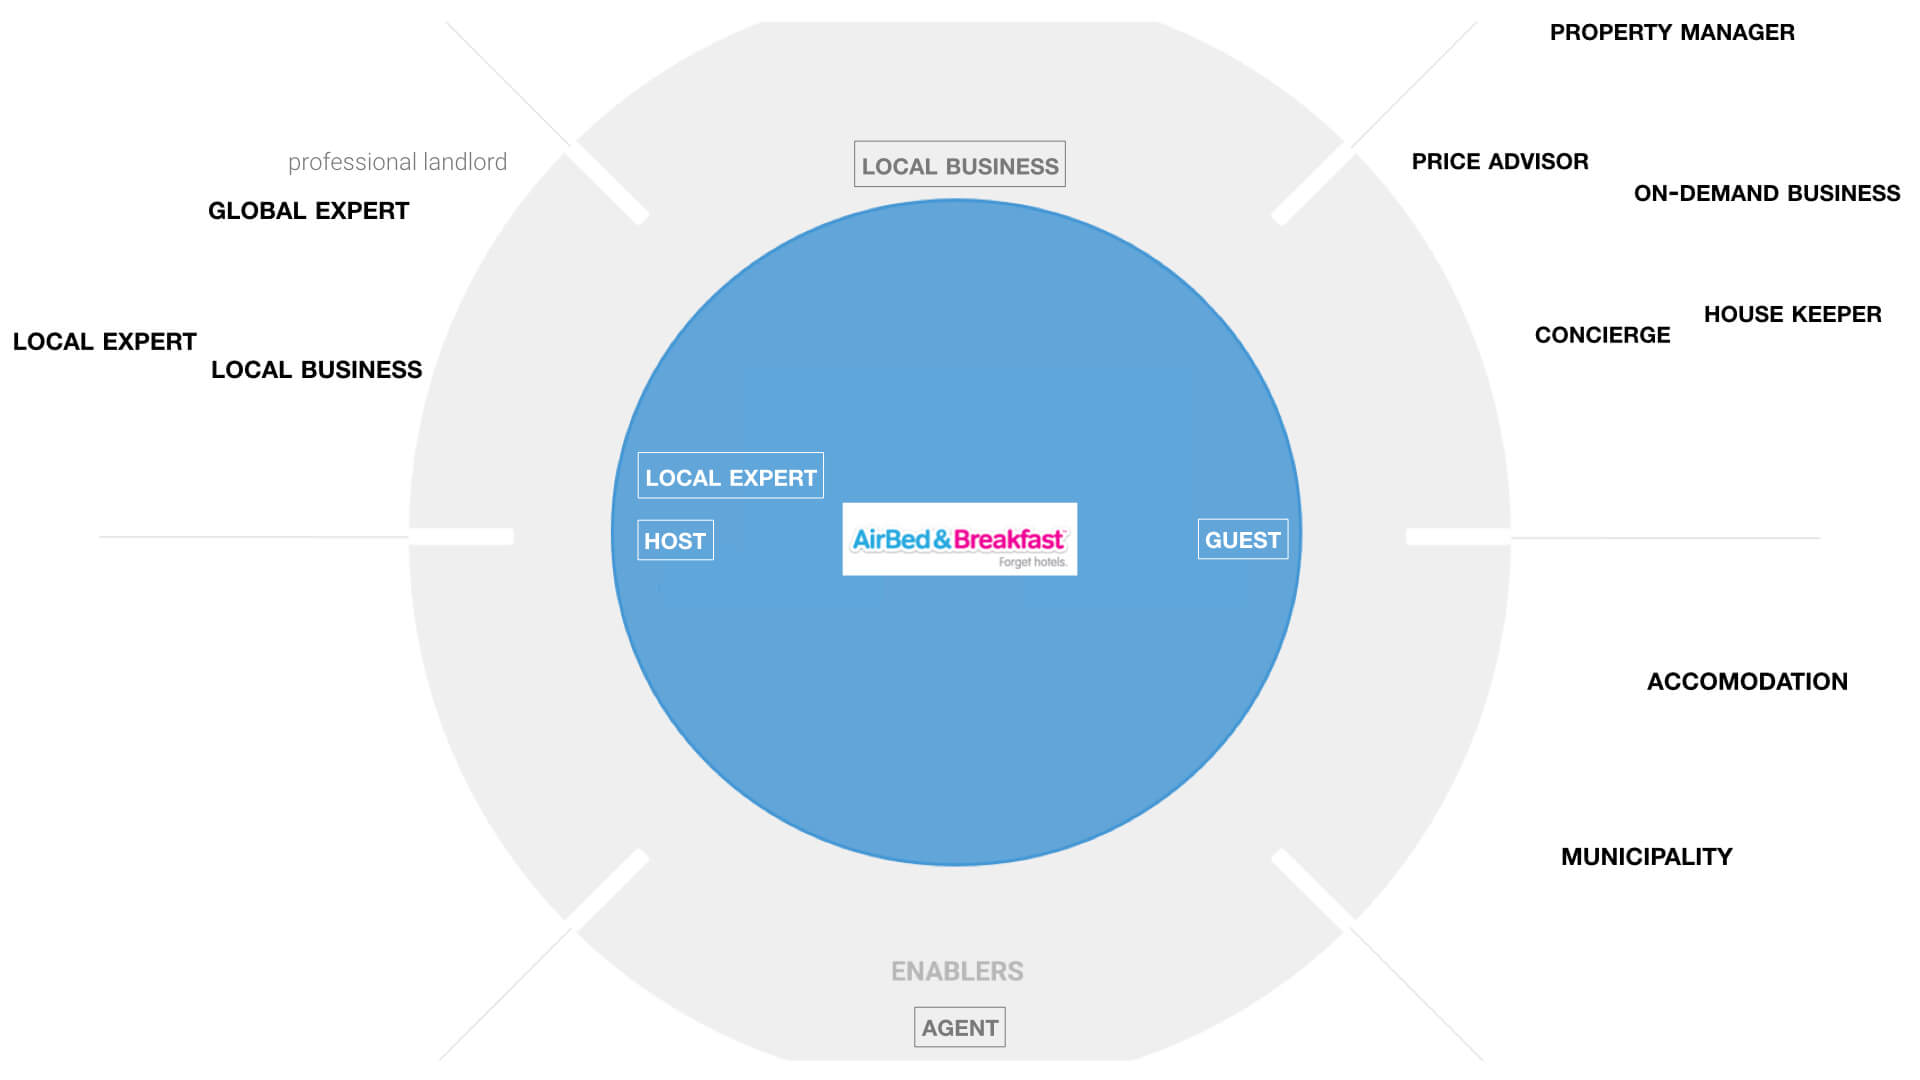 PROPERTY MANAGER
professional landlord
LOCAL BUSINESS
PRICE ADVISOR
ON-DEMAND BUSINESS
GLOBAL EXPERT
LOCAL EXPERT
LOCAL BUSINESS
CONCIERGE
HOUSE KEEPER
LOCAL EXPERT
HOST
AirBed & Breakfast
Forget hotels.
GUEST
ACCOMODATION
MUNICIPALITY
ENABLERS
AGENT